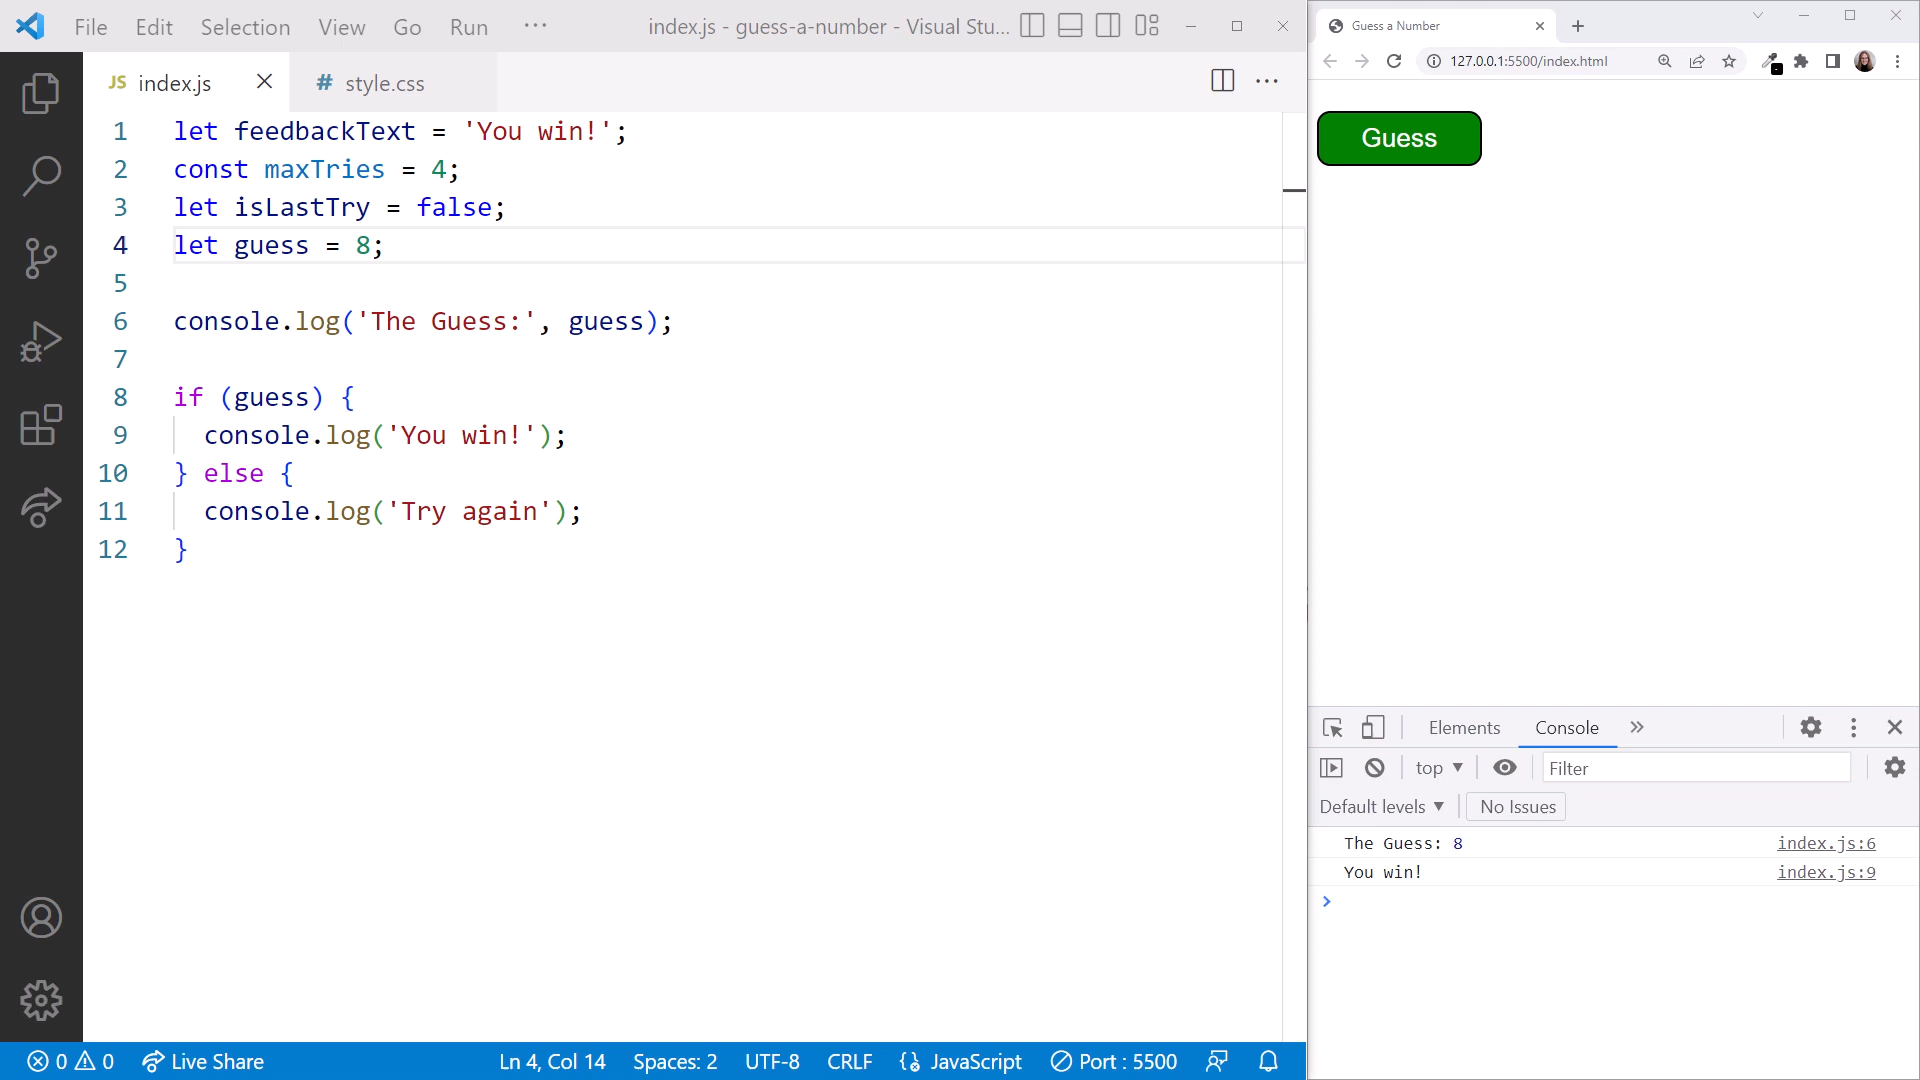 File Edit Selection View Go Run ··· index.js - guess-a-number - Visual Stu...
JS index.js # style.css
1 let feedbackText = 'You win!';
2 const maxTries = 4;
3 let isLastTry = false;
4 let guess = 8;
5
6 console.log('The Guess:', guess);
7
8 if (guess) {
9 console.log('You win!');
10 } else {
11 console.log('Try again');
12 }
0 0 Live Share Ln 4, Col 14 Spaces: 2 UTF-8 CRLF JavaScript Port : 5500
Guess a Number
127.0.0.1:5500/index.html
Guess
Elements Console »
top Filter
Default levels No Issues
The Guess: 8 index.js:6
You win! index.js:9